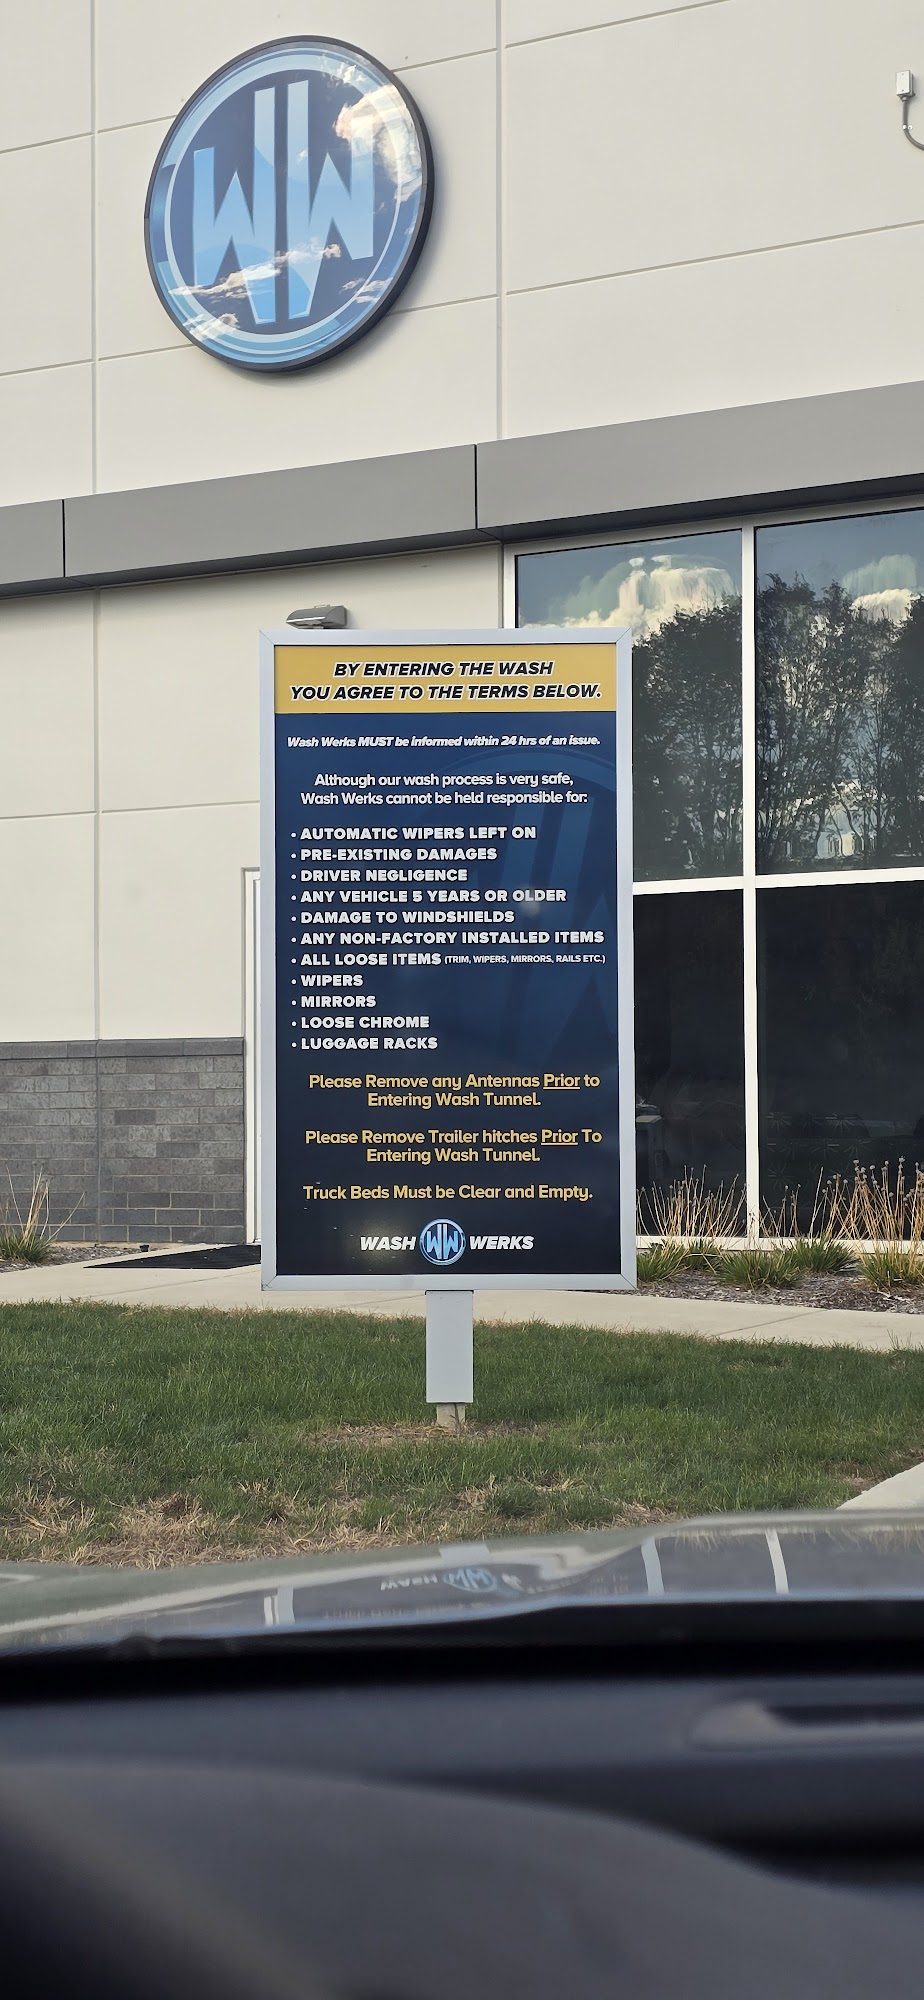 WW
BY ENTERING THE WASH
YOU AGREE TO THE TERMS BELOW.
Wash Werks MUST be informed within 24 hrs of an issue.
Although our wash process is very safe,
Wash Werks cannot be held responsible for:
• AUTOMATIC WIPERS LEFT ON
• PRE-EXISTING DAMAGES
• DRIVER NEGLIGENCE
• ANY VEHICLE 5 YEARS OR OLDER
• DAMAGE TO WINDSHIELDS
• ANY NON-FACTORY INSTALLED ITEMS
• ALL LOOSE ITEMS (TRIM, WIPERS, MIRRORS, RAILS ETC.)
• WIPERS
• MIRRORS
• LOOSE CHROME
• LUGGAGE RACKS
Please Remove any Antennas Prior to
Entering Wash Tunnel.
Please Remove Trailer hitches Prior To
Entering Wash Tunnel.
Truck Beds Must be Clear and Empty.
WASH WW WERKS